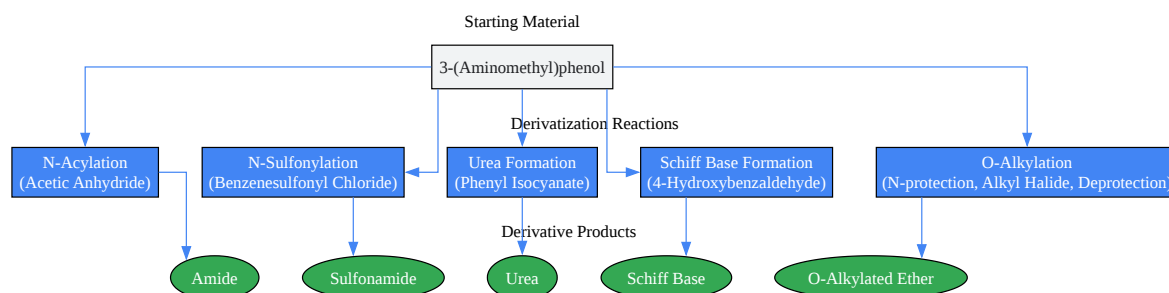 Starting Material
3-(Aminomethyl)phenol
Derivatization Reactions
N-Acylation
(Acetic Anhydride)
N-Sulfonylation
(Benzenesulfonyl Chloride)
Urea Formation
(Phenyl Isocyanate)
Schiff Base Formation
(4-Hydroxybenzaldehyde)
O-Alkylation
(N-protection, Alkyl Halide, Deprotection)
Derivative Products
Amide
Sulfonamide
Urea
Schiff Base
O-Alkylated Ether